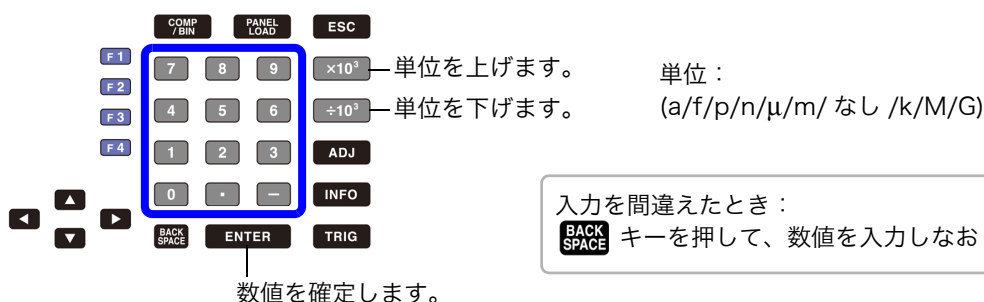 COMP
/BIN
PANEL
LOAD
ESC
F1
7 8 9 ×10³ 単位を上げます。
F2
4 5 6 ÷10³ 単位を下げます。
F3
F4
1 2 3 ADJ
0 · − INFO
BACK
SPACE
ENTER TRIG
数値を確定します。
単位：
(a/f/p/n/μ/m/ なし /k/M/G)
入力を間違えたとき：
BACK
SPACE
キーを押して、数値を入力しなお